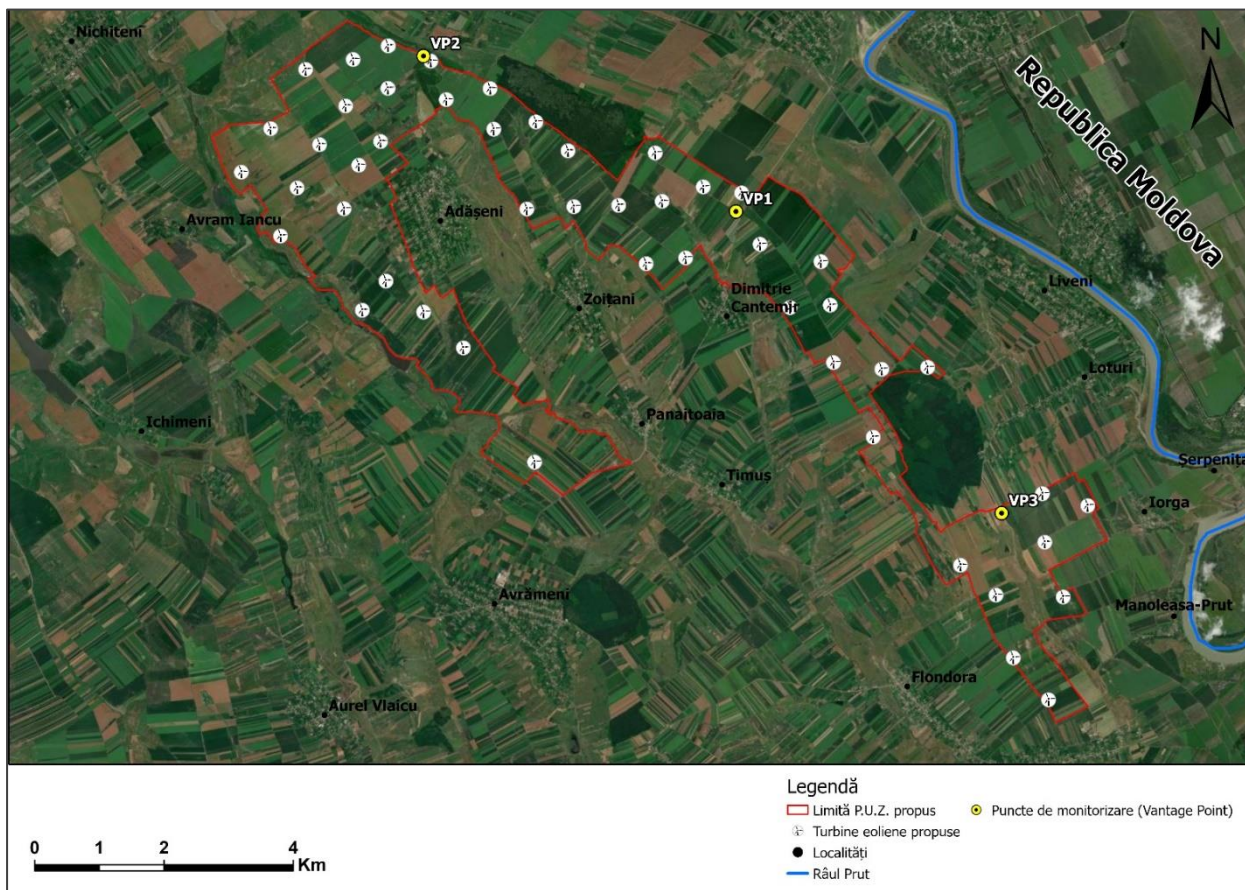 Nichiteni
VP2
N
Republica Moldova
VP1
Avram Iancu
Adășeni
Zoițani
Dimitrie
Cantemir
Liveni
Loturi
Ichimeni
Panaitoaia
Timuș
Șerpenița
VP3
Iorga
Avrămeni
Manoleasa-Prut
Flondora
Aurel Vlaicu
Legendă
Limită P.U.Z. propus
Puncte de monitorizare (Vantage Point)
Turbine eoliene propuse
Localități
Râul Prut
0 1 2 4
Km